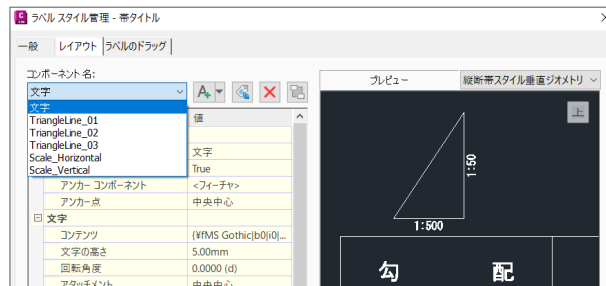 ラベル スタイル管理 - 帯タイトル
一般 レイアウト ラベルのドラッグ
コンポーネント名:
文字
プレビュー
縦断帯スタイル垂直ジオメトリ
文字
TriangleLine_01
TriangleLine_02
TriangleLine_03
Scale_Horizontal
Scale_Vertical
値
文字
True
アンカー コンポーネント <フィーチャ>
アンカー点 中央中心
文字
コンテンツ {¥fMS Gothic|b0|i0|...
文字の高さ 5.00mm
回転角度 0.0000 (d)
アタッチメント 中央中心
上
1:50
1:500
勾 配